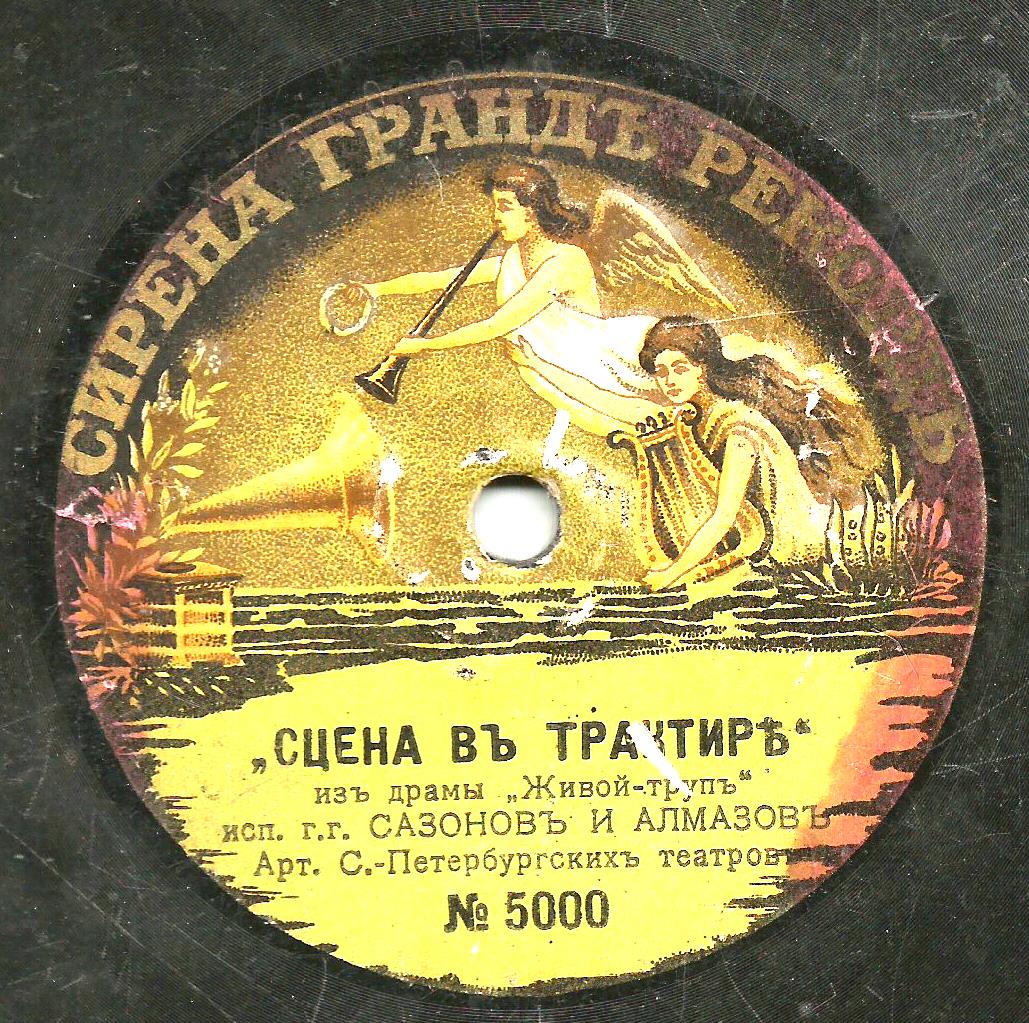 СИРЕНА ГРАНДЪ РЕКОРДЪ
„СЦЕНА ВЪ ТРАКТИРѢ“
изъ драмы „Живой-трупъ“
исп. г.г. САЗОНОВЪ И АЛМАЗОВЪ
Арт. С.-Петербургскихъ театровъ
№ 5000